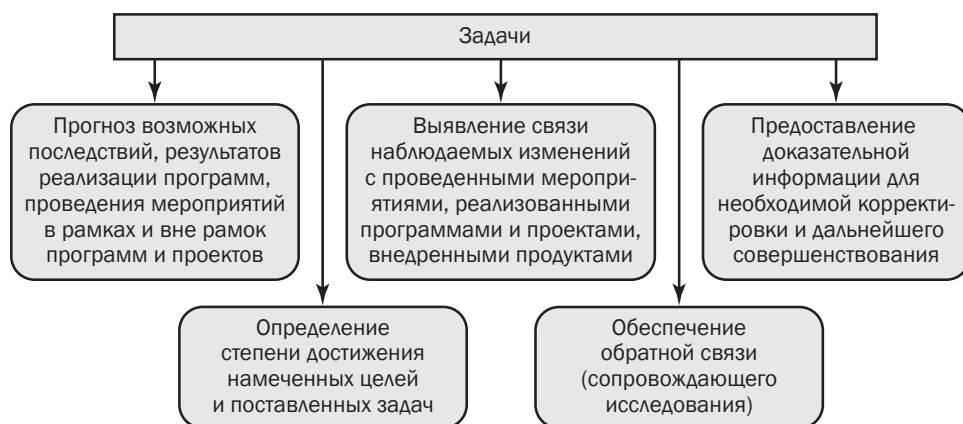 Задачи
Прогноз возможных
последствий, результатов
реализации программ,
проведения мероприятий
в рамках и вне рамок
программ и проектов
Выявление связи
наблюдаемых изменений
с проведенными меропри-
ятиями, реализованными
программами и проектами,
внедренными продуктами
Предоставление
доказательной
информации для
необходимой корректи-
ровки и дальнейшего
совершенствования
Определение
степени достижения
намеченных целей
и поставленных задач
Обеспечение
обратной связи
(сопровождающего
исследования)